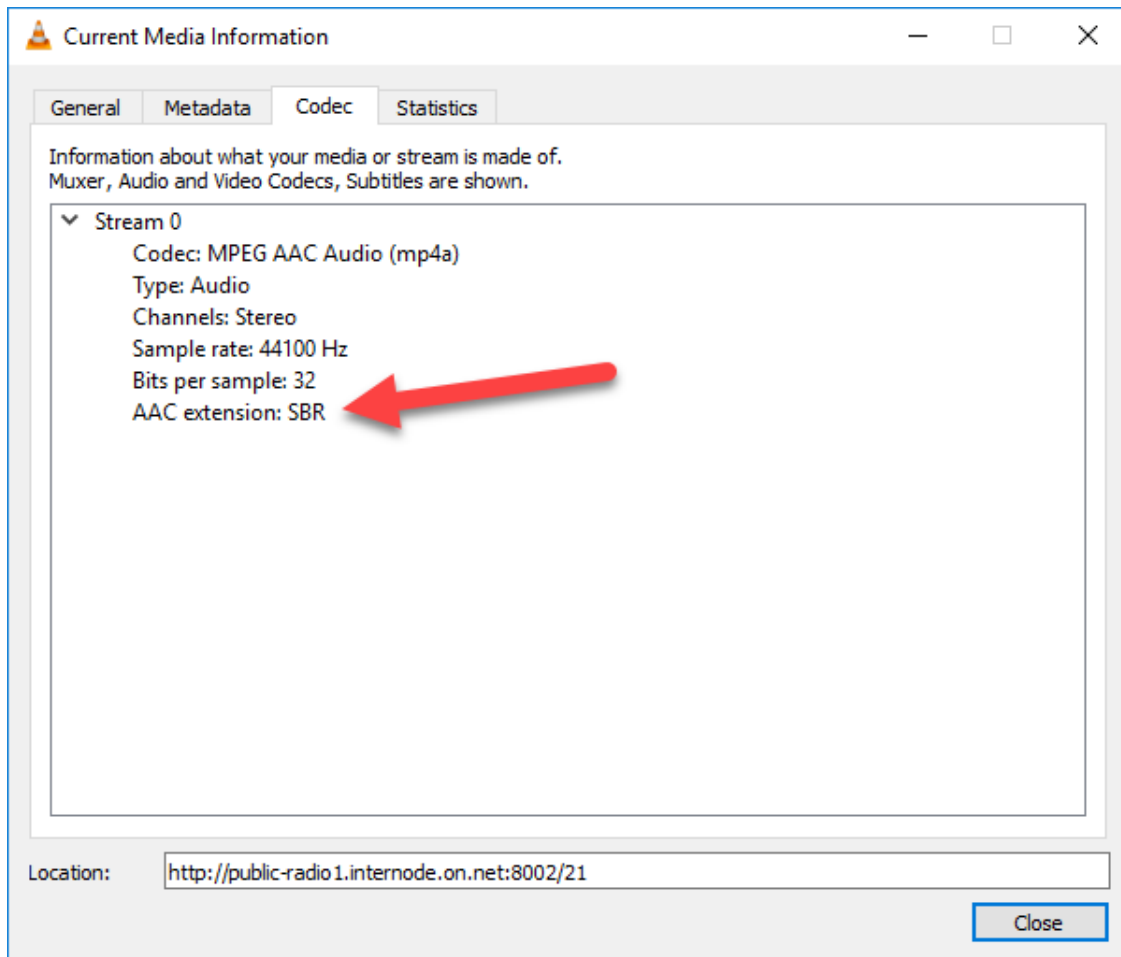 Current Media Information
General Metadata Codec Statistics
Information about what your media or stream is made of.
Muxer, Audio and Video Codecs, Subtitles are shown.
Stream 0
Codec: MPEG AAC Audio (mp4a)
Type: Audio
Channels: Stereo
Sample rate: 44100 Hz
Bits per sample: 32
AAC extension: SBR
Location: http://public-radio1.internode.on.net:8002/21
Close